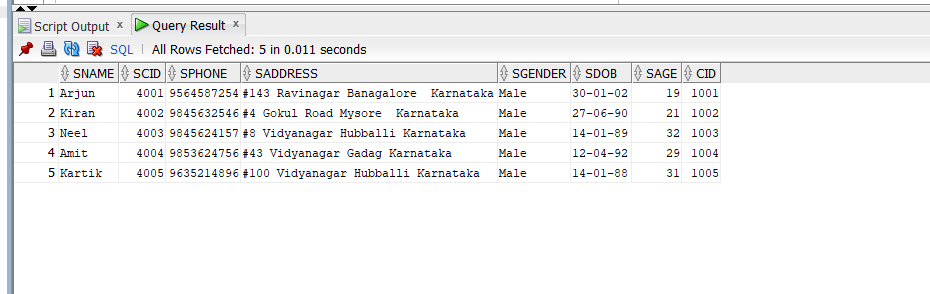 Script Output x Query Result x
SQL | All Rows Fetched: 5 in 0.011 seconds
SNAME SCID SPHONE SADDRESS SGENDER SDOB SAGE CID
1 Arjun 4001 9564587254 #143 Ravinagar Banagalore  Karnataka Male 30-01-02 19 1001
2 Kiran 4002 9845632546 #4 Gokul Road Mysore  Karnataka Male 27-06-90 21 1002
3 Neel 4003 9845624157 #8 Vidyanagar Hubballi Karnataka Male 14-01-89 32 1003
4 Amit 4004 9853624756 #43 Vidyanagar Gadag Karnataka Male 12-04-92 29 1004
5 Kartik 4005 9635214896 #100 Vidyanagar Hubballi Karnataka Male 14-01-88 31 1005